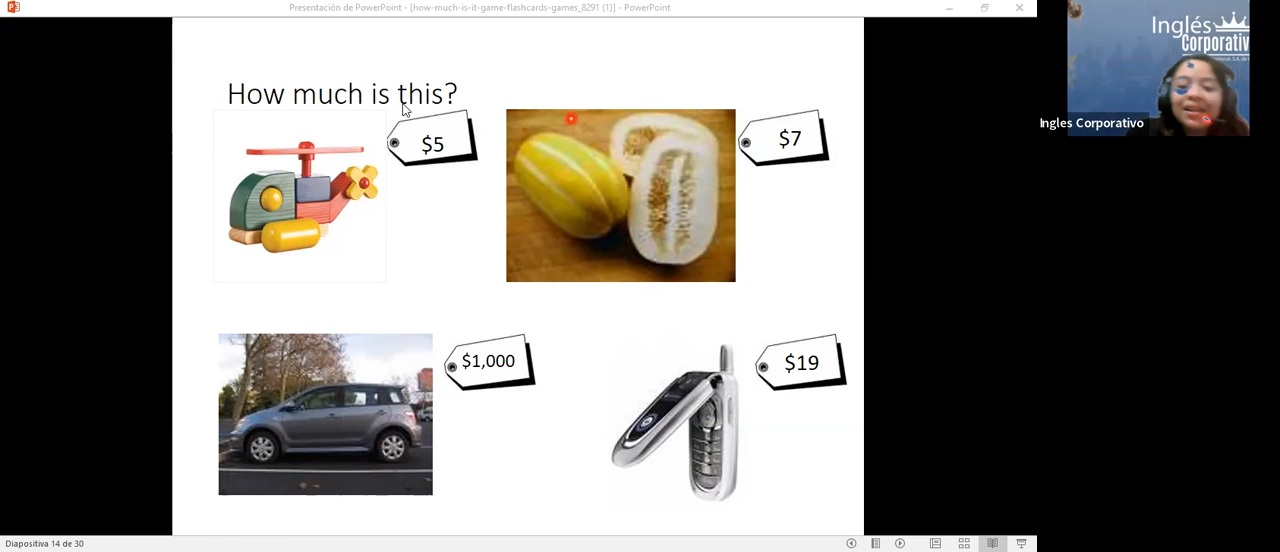 Presentación de PowerPoint - [how-much-is-it-game-flashcards-games_8291 (1)] - PowerPoint
How much is this?
$5
$7
$1,000
$19
Diapositiva 14 de 30
Inglés
Corporativ
Ingles Corporativo